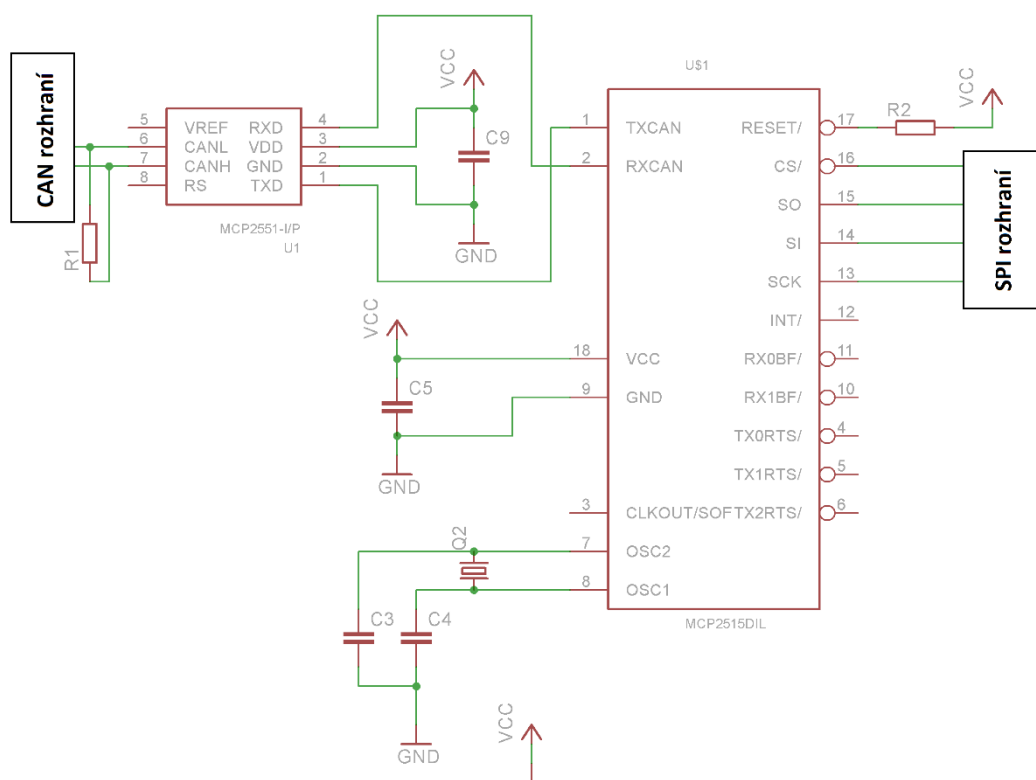 CAN rozhraní
5 VREF
6 CANL
7 CANH
8 RS
RXD 4
VDD 3
GND 2
TXD 1
MCP2551-I/P
U1
R1
VCC
C9
GND
U$1
1 TXCAN
2 RXCAN
18 VCC
9 GND
3 CLKOUT/SOF
7 OSC2
8 OSC1
RESET/ 17
CS/ 16
SO 15
SI 14
SCK 13
INT/ 12
RX0BF/ 11
RX1BF/ 10
TX0RTS/ 4
TX1RTS/ 5
TX2RTS/ 6
MCP2515DIL
R2
VCC
SPI rozhraní
VCC
C5
GND
Q2
C3
C4
GND
VCC